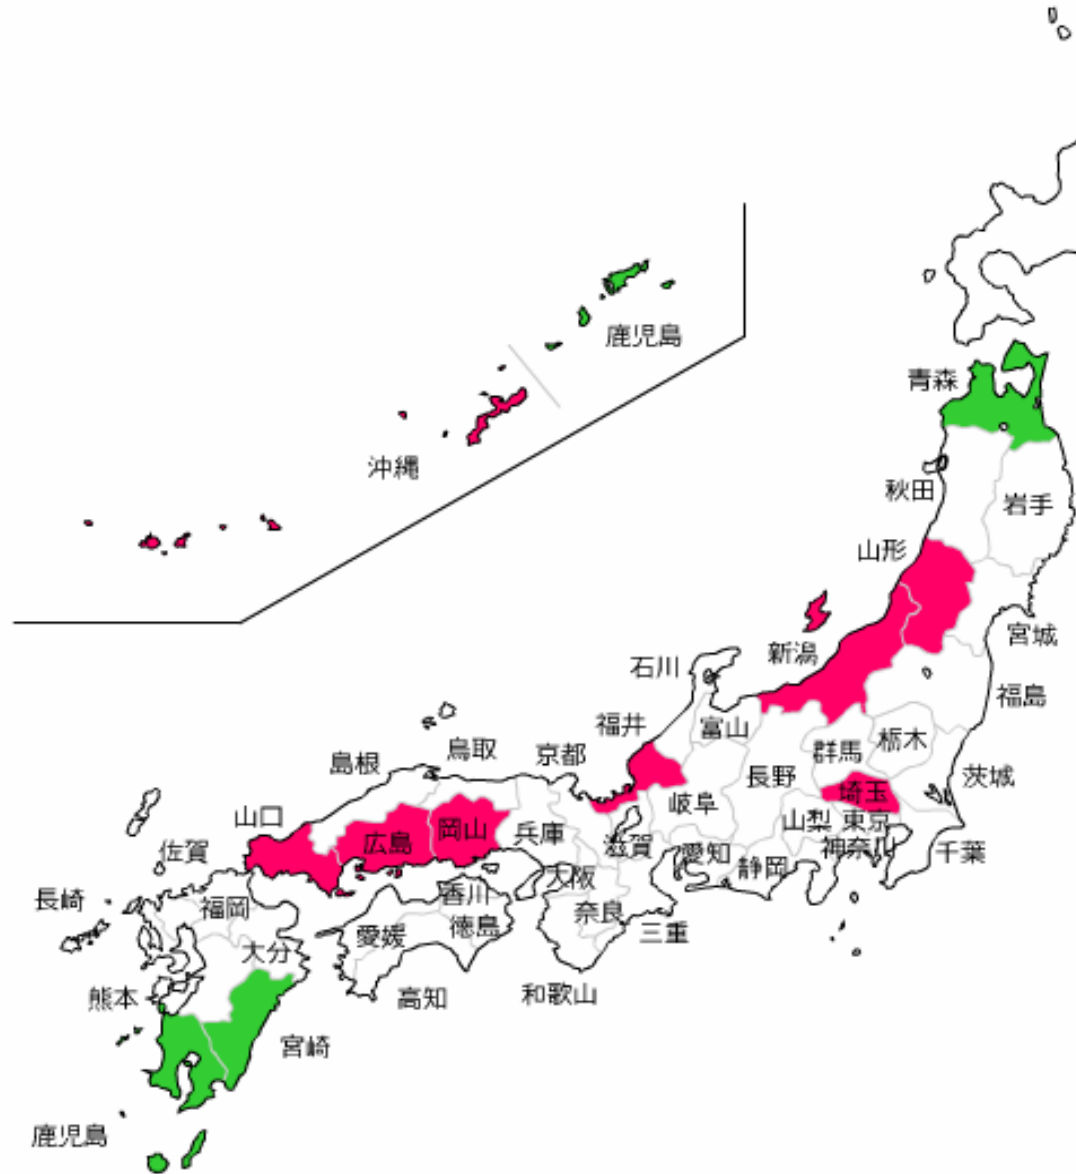 鹿児島
青森
沖縄
秋田
岩手
山形
宮城
新潟
石川
福島
福井
富山
群馬
栃木
鳥取
京都
島根
長野
茨城
岐阜
埼玉
山口
広島
岡山
兵庫
滋賀
愛知
静岡
山梨
東京
神奈川
千葉
佐賀
大阪
香川
長崎
福岡
奈良
徳島
愛媛
三重
大分
熊本
高知
和歌山
宮崎
鹿児島